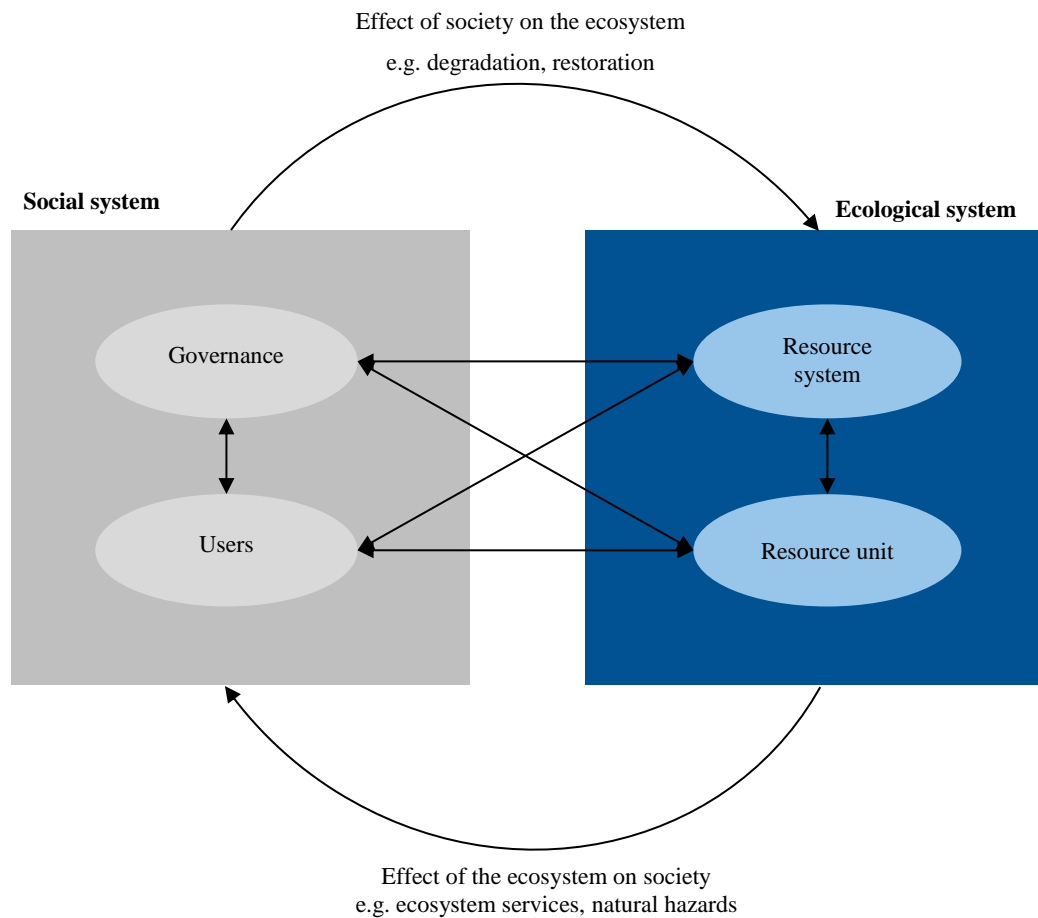 Effect of society on the ecosystem
e.g. degradation, restoration
Social system
Ecological system
Governance
Resource
system
Users
Resource unit
Effect of the ecosystem on society
e.g. ecosystem services, natural hazards